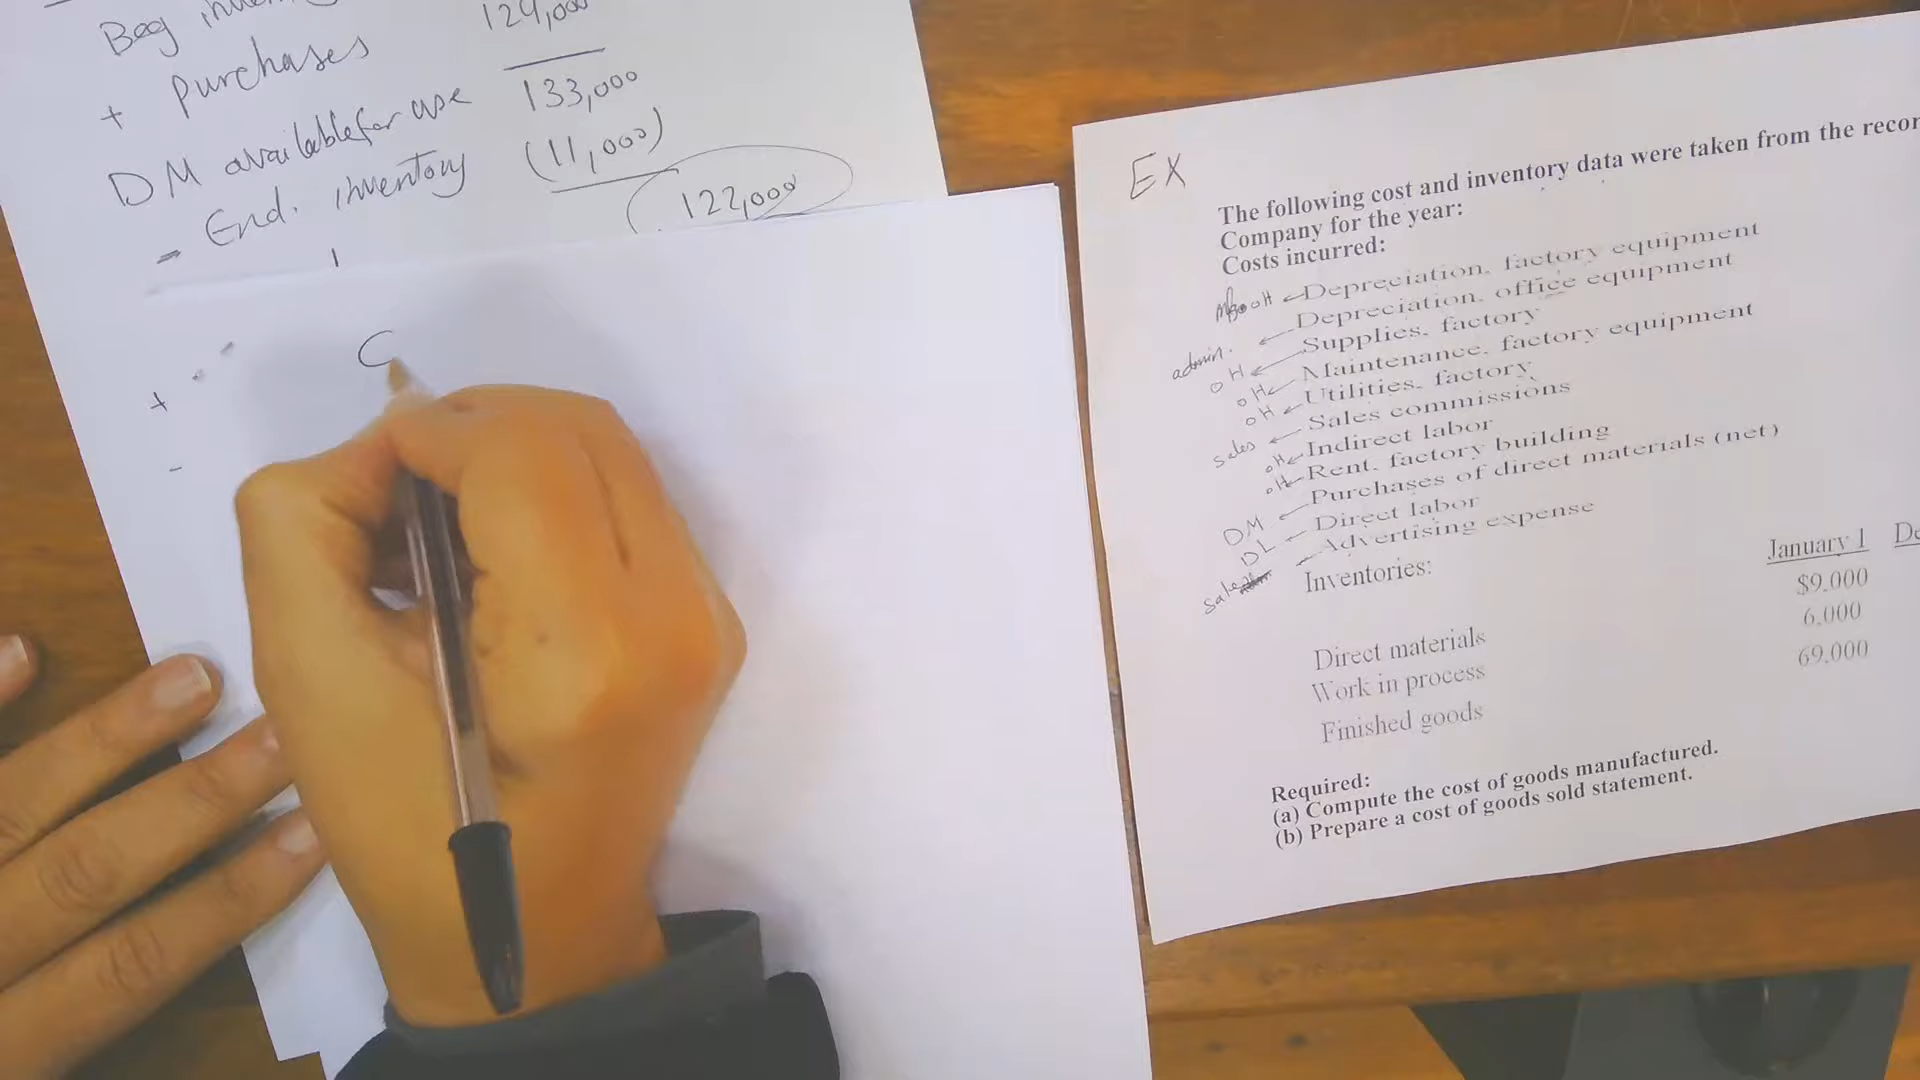 Beg
129,000
+ purchases
133,000
DM available for use
(11,000)
- End. inventory
122,000
+
-
C
EX
The following cost and inventory data were taken from the
Company for the year:
Costs incurred:
OH Depreciation, factory equipment
admin. Depreciation, office equipment
OH Supplies, factory
OH Maintenance, factory equipment
OH Utilities, factory
sales Sales commissions
OH Indirect labor
OH Rent, factory building
DM Purchases of direct materials (net)
DL Direct labor
sales Advertising expense
Inventories:
January 1
Direct materials $9,000
Work in process 6,000
Finished goods 69,000
Required:
(a) Compute the cost of goods manufactured.
(b) Prepare a cost of goods sold statement.